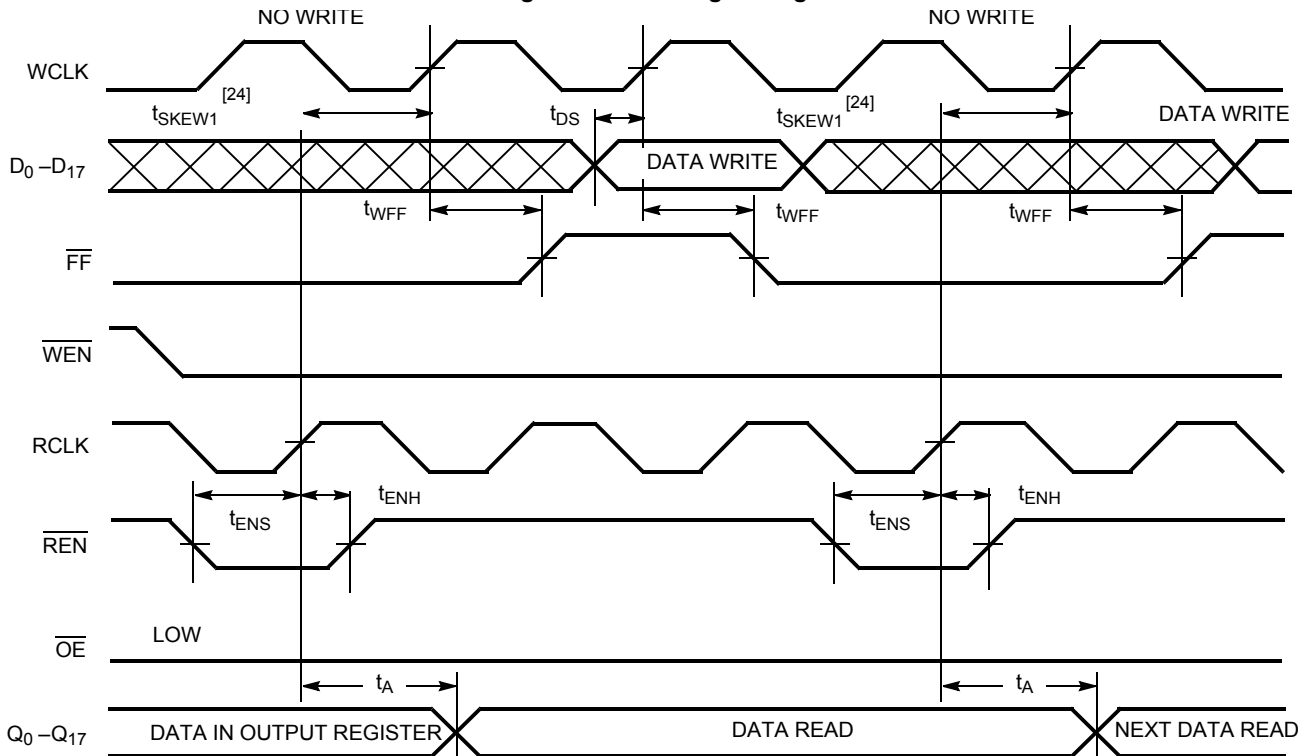 NO WRITE
NO WRITE
WCLK
tSKEW1 [24]
tDS
tSKEW1 [24]
DATA WRITE
D0 –D17
DATA WRITE
tWFF
tWFF
tWFF
FF
WEN
RCLK
tENS
tENH
tENS
tENH
REN
LOW
OE
tA
tA
Q0 –Q17
DATA IN OUTPUT REGISTER
DATA READ
NEXT DATA READ